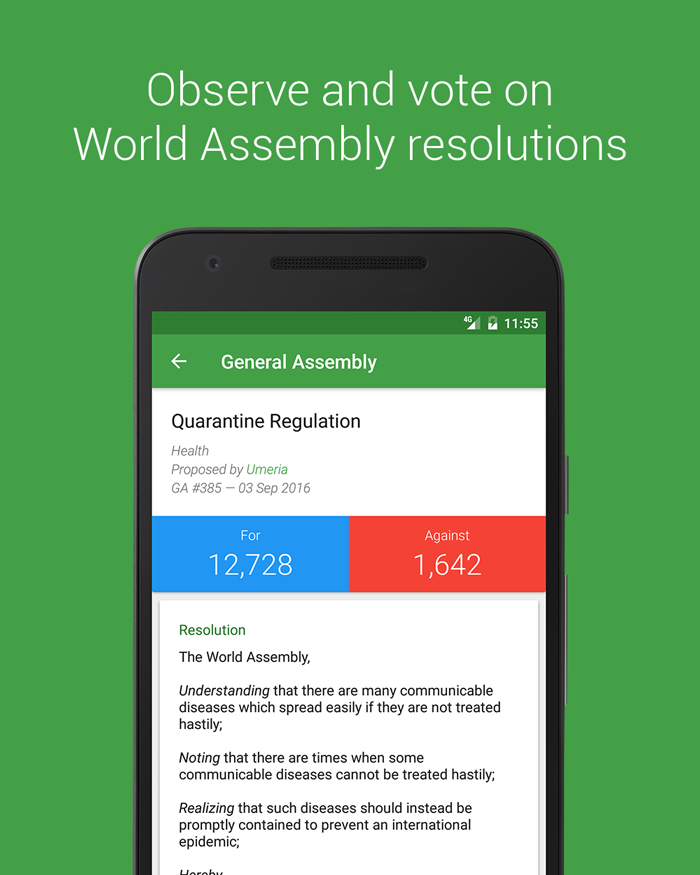 Observe and vote on
World Assembly resolutions
4G 11:55
General Assembly
Quarantine Regulation
Health
Proposed by Umeria
GA #385 — 03 Sep 2016
For Against
12,728 1,642
Resolution
The World Assembly,
Understanding that there are many communicable
diseases which spread easily if they are not treated
hastily;
Noting that there are times when some
communicable diseases cannot be treated hastily;
Realizing that such diseases should instead be
promptly contained to prevent an international
epidemic;
Hereby